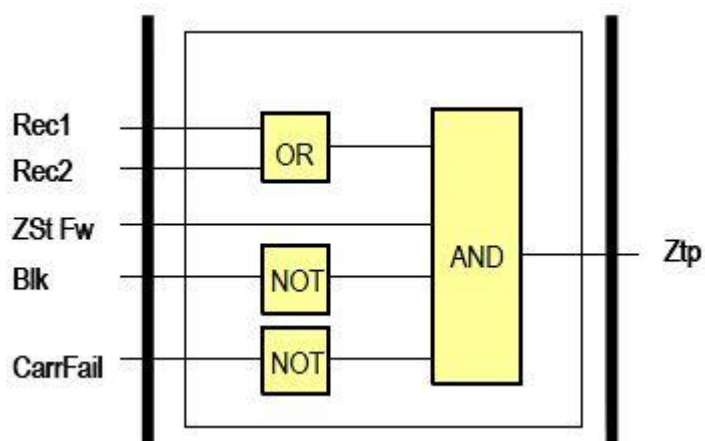 Rec1
Rec2
OR
ZSt Fw
AND
Ztp
Blk
NOT
CarrFail
NOT